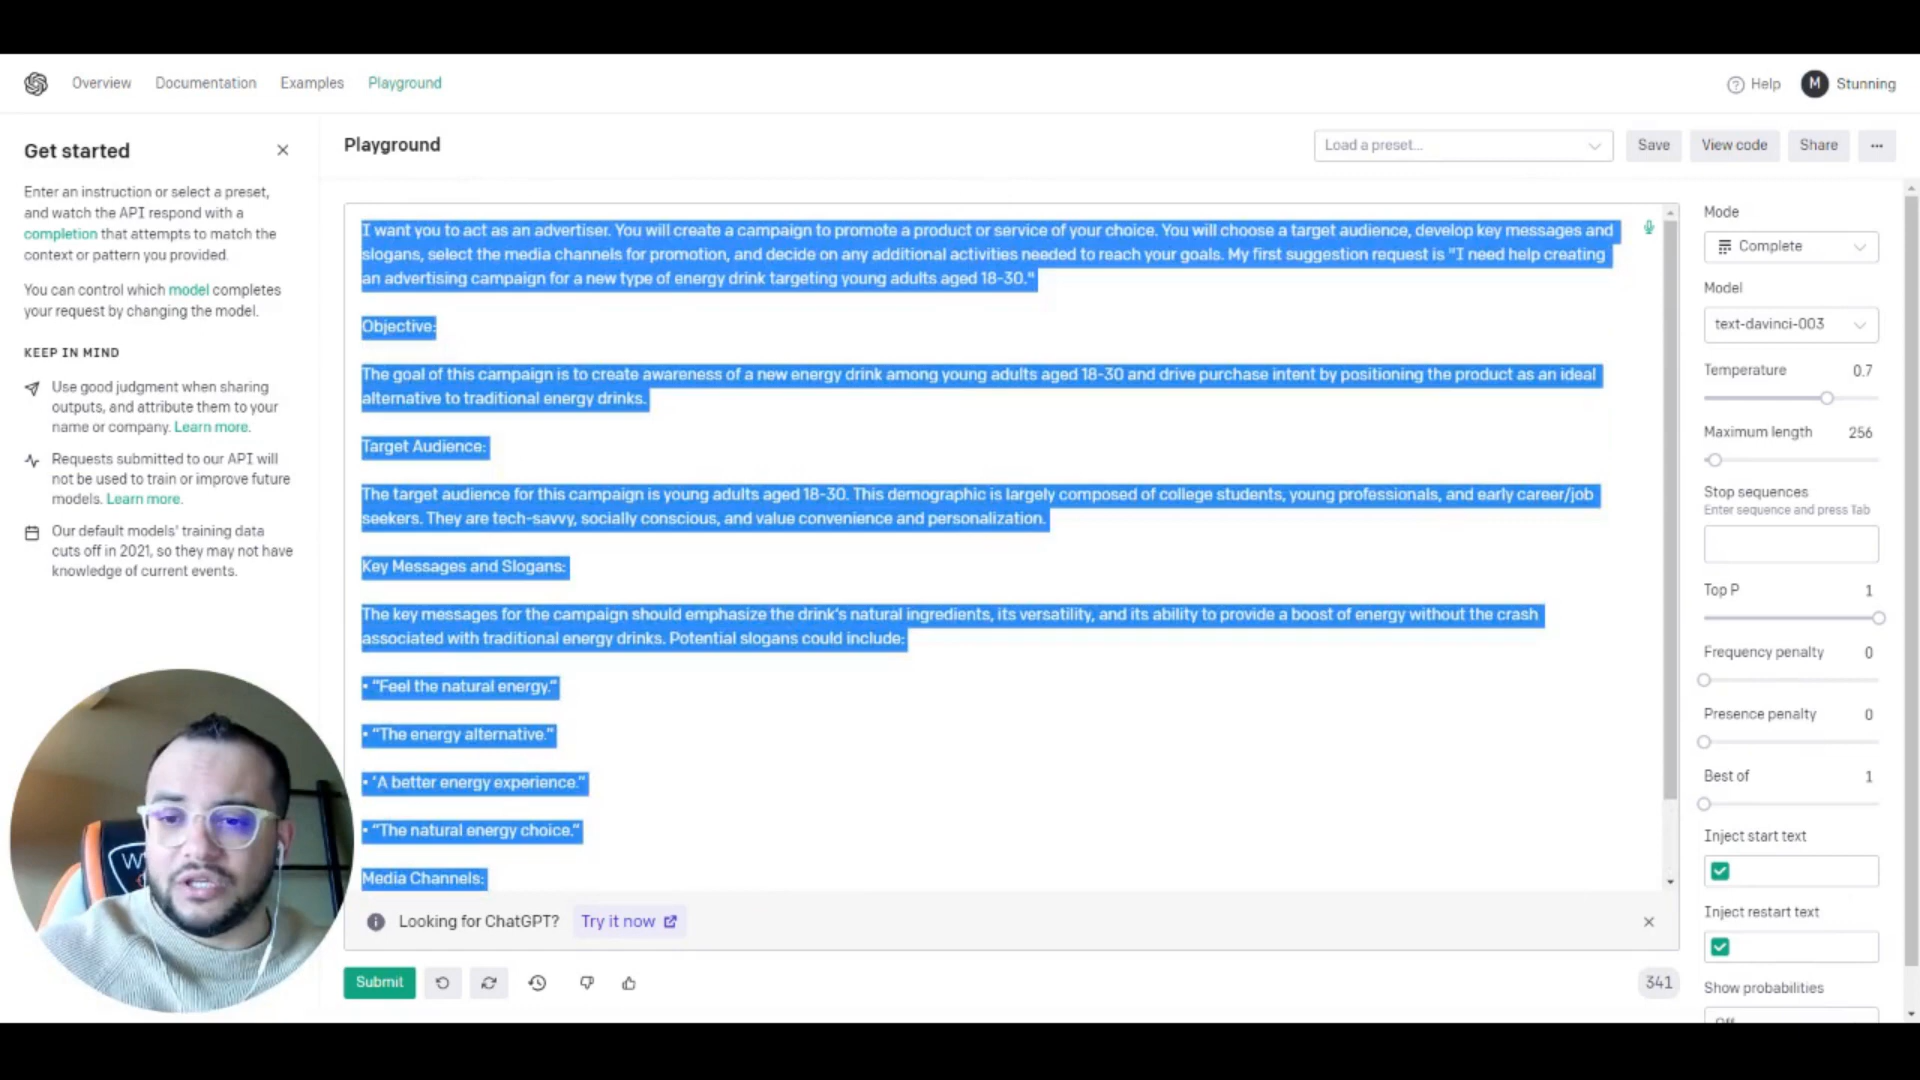 Overview Documentation Examples Playground
Help M Stunning
Get started
Enter an instruction or select a preset,
and watch the API respond with a
completion that attempts to match the
context or pattern you provided.
You can control which model completes
your request by changing the model.
KEEP IN MIND
Use good judgment when sharing
outputs, and attribute them to your
name or company. Learn more.
Requests submitted to our API will
not be used to train or improve future
models. Learn more.
Our default models' training data
cuts off in 2021, so they may not have
knowledge of current events.
Playground
Load a preset... Save View code Share ...
I want you to act as an advertiser. You will create a campaign to promote a product or service of your choice. You will choose a target audience, develop key messages and
slogans, select the media channels for promotion, and decide on any additional activities needed to reach your goals. My first suggestion request is "I need help creating
an advertising campaign for a new type of energy drink targeting young adults aged 18-30."
Objective:
The goal of this campaign is to create awareness of a new energy drink among young adults aged 18-30 and drive purchase intent by positioning the product as an ideal
alternative to traditional energy drinks.
Target Audience:
The target audience for this campaign is young adults aged 18-30. This demographic is largely composed of college students, young professionals, and early career/job
seekers. They are tech-savvy, socially conscious, and value convenience and personalization.
Key Messages and Slogans:
The key messages for the campaign should emphasize the drink's natural ingredients, its versatility, and its ability to provide a boost of energy without the crash
associated with traditional energy drinks. Potential slogans could include:
• "Feel the natural energy."
• "The energy alternative."
• "A better energy experience."
• "The natural energy choice."
Media Channels:
Looking for ChatGPT? Try it now
Submit
341
Mode
Complete
Model
text-davinci-003
Temperature 0.7
Maximum length 256
Stop sequences
Enter sequence and press Tab
Top P 1
Frequency penalty 0
Presence penalty 0
Best of 1
Inject start text
Inject restart text
Show probabilities
Off
W